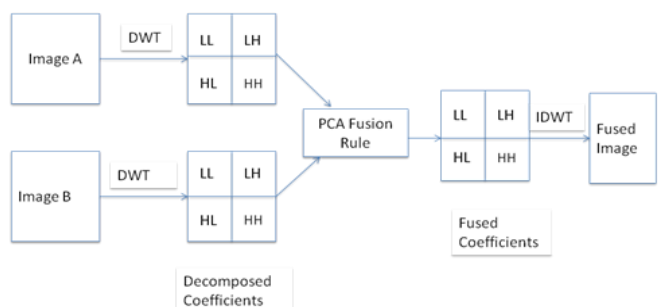 Image A
DWT
LL LH
HL HH
PCA Fusion
Rule
LL LH
HL HH
IDWT
Fused
Image
Image B
DWT
LL LH
HL HH
Fused
Coefficients
Decomposed
Coefficients